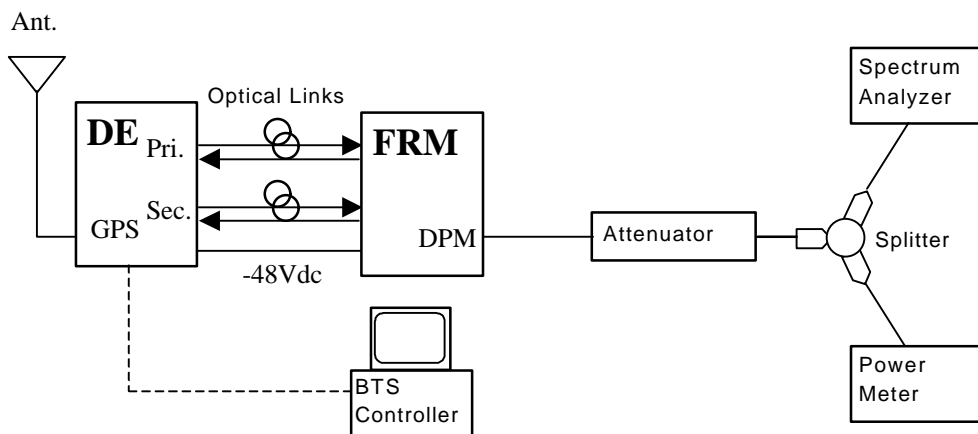 Ant.
Spectrum
Analyzer
Optical Links
DE
Pri.
FRM
Sec.
GPS
DPM
Attenuator
Splitter
-48Vdc
BTS
Controller
Power
Meter